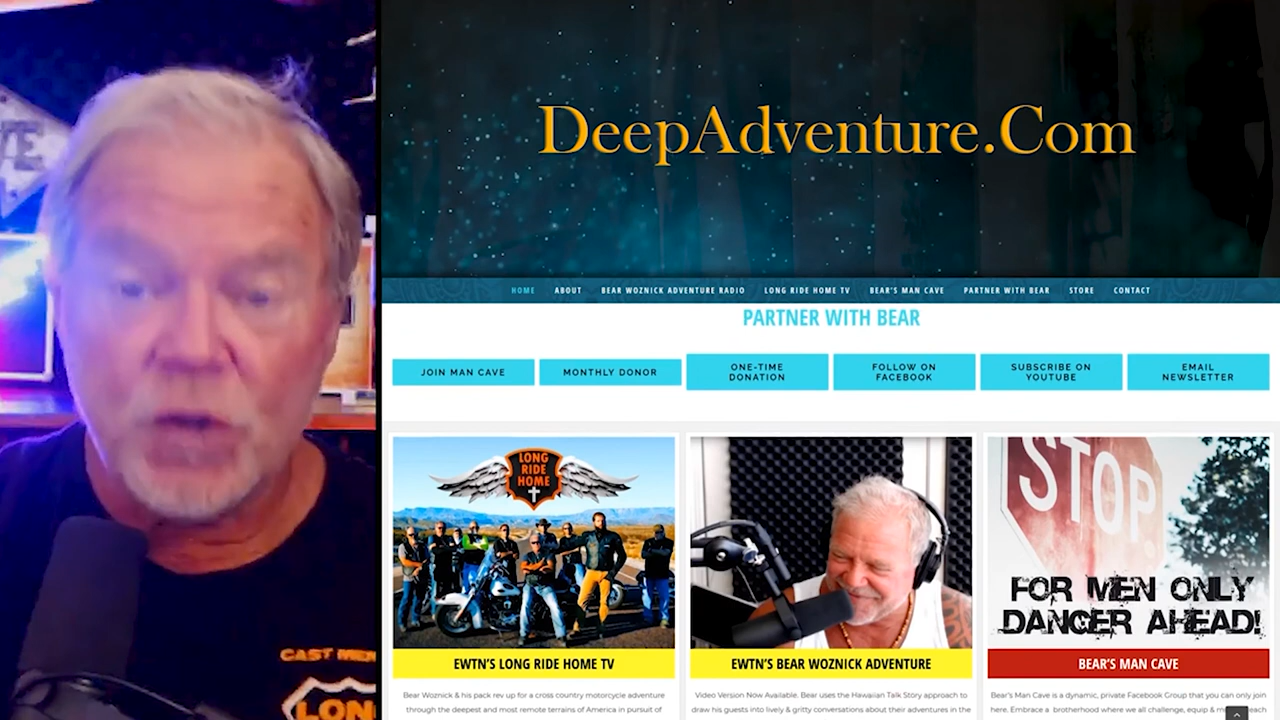 CAST MEM
LON
DeepAdventure.Com
HOME ABOUT BEAR WOZNICK ADVENTURE RADIO LONG RIDE HOME TV BEAR'S MAN CAVE PARTNER WITH BEAR STORE CONTACT
PARTNER WITH BEAR
JOIN MAN CAVE
MONTHLY DONOR
ONE-TIME
DONATION
FOLLOW ON
FACEBOOK
SUBSCRIBE ON
YOUTUBE
EMAIL
NEWSLETTER
LONG
RIDE
HOME
EWTN'S LONG RIDE HOME TV
Bear Woznick & his pack rev up for a cross country motorcycle adventure
through the deepest and most remote terrains of America in pursuit of
EWTN'S BEAR WOZNICK ADVENTURE
Video Version Now Available. Bear uses the Hawaiian Talk Story approach to
draw his guests into lively & gritty conversations about their adventures in the
STOP
FOR MEN ONLY
DANGER AHEAD!
BEAR'S MAN CAVE
Bear's Man Cave is a dynamic, private Facebook Group that you can only join
here. Embrace a brotherhood where we all challenge, equip &